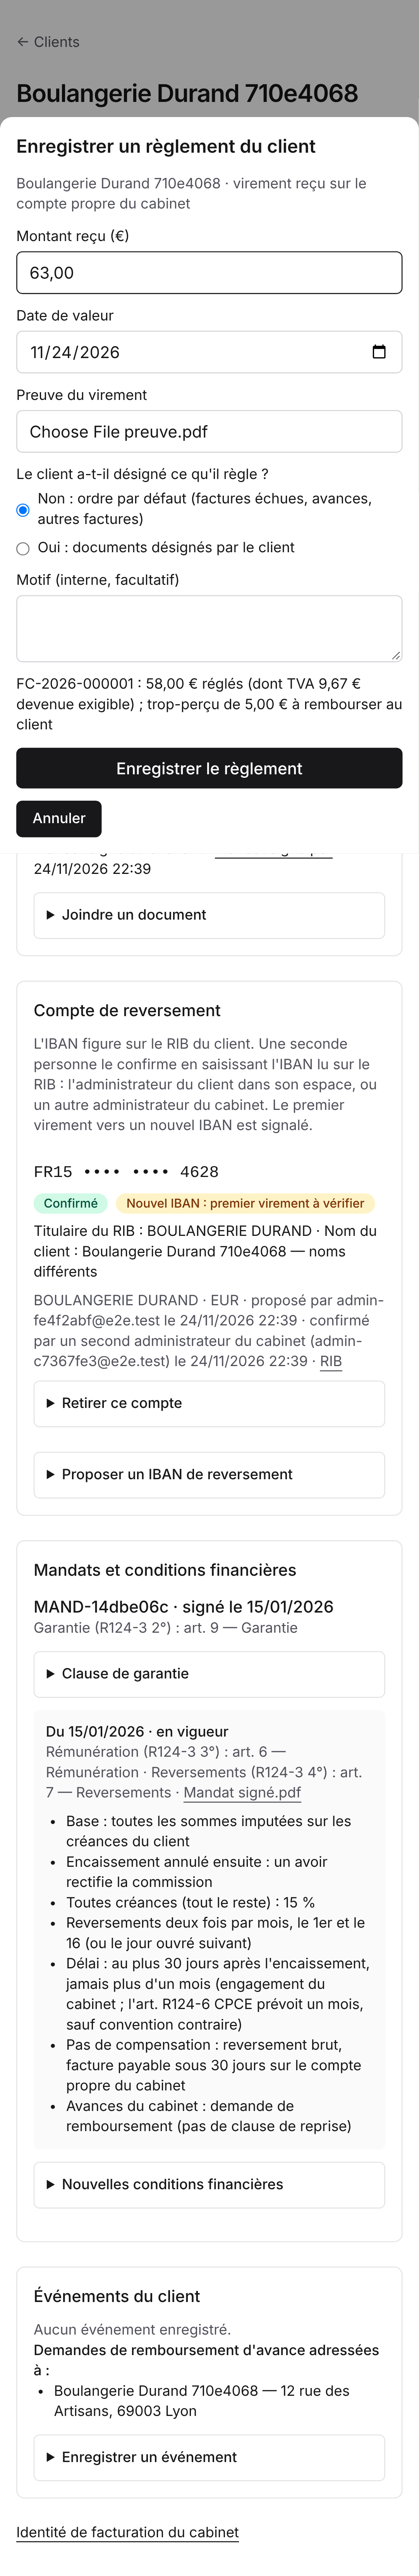 ← Clients
Boulangerie Durand 710e4068
Enregistrer un règlement du client
Boulangerie Durand 710e4068 · virement reçu sur le
compte propre du cabinet
Montant reçu (€)
63,00
Date de valeur
11/24/2026
Preuve du virement
Choose File preuve.pdf
Le client a-t-il désigné ce qu'il règle ?
Non : ordre par défaut (factures échues, avances,
autres factures)
Oui : documents désignés par le client
Motif (interne, facultatif)
FC-2026-000001 : 58,00 € réglés (dont TVA 9,67 €
devenue exigible) ; trop-perçu de 5,00 € à rembourser au
client
Enregistrer le règlement
Annuler
24/11/2026 22:39
▶ Joindre un document
Compte de reversement
L'IBAN figure sur le RIB du client. Une seconde
personne le confirme en saisissant l'IBAN lu sur le
RIB : l'administrateur du client dans son espace, ou
un autre administrateur du cabinet. Le premier
virement vers un nouvel IBAN est signalé.
FR15 •••• •••• 4628
Confirmé Nouvel IBAN : premier virement à vérifier
Titulaire du RIB : BOULANGERIE DURAND · Nom du
client : Boulangerie Durand 710e4068 — noms
différents
BOULANGERIE DURAND · EUR · proposé par admin-
fe4f2abf@e2e.test le 24/11/2026 22:39 · confirmé
par un second administrateur du cabinet (admin-
c7367fe3@e2e.test) le 24/11/2026 22:39 · RIB
▶ Retirer ce compte
▶ Proposer un IBAN de reversement
Mandats et conditions financières
MAND-14dbe06c · signé le 15/01/2026
Garantie (R124-3 2°) : art. 9 — Garantie
▶ Clause de garantie
Du 15/01/2026 · en vigueur
Rémunération (R124-3 3°) : art. 6 —
Rémunération · Reversements (R124-3 4°) : art.
7 — Reversements · Mandat signé.pdf
• Base : toutes les sommes imputées sur les
créances du client
• Encaissement annulé ensuite : un avoir
rectifie la commission
• Toutes créances (tout le reste) : 15 %
• Reversements deux fois par mois, le 1er et le
16 (ou le jour ouvré suivant)
• Délai : au plus 30 jours après l'encaissement,
jamais plus d'un mois (engagement du
cabinet ; l'art. R124-6 CPCE prévoit un mois,
sauf convention contraire)
• Pas de compensation : reversement brut,
facture payable sous 30 jours sur le compte
propre du cabinet
• Avances du cabinet : demande de
remboursement (pas de clause de reprise)
▶ Nouvelles conditions financières
Événements du client
Aucun événement enregistré.
Demandes de remboursement d'avance adressées
à :
• Boulangerie Durand 710e4068 — 12 rue des
Artisans, 69003 Lyon
▶ Enregistrer un événement
Identité de facturation du cabinet